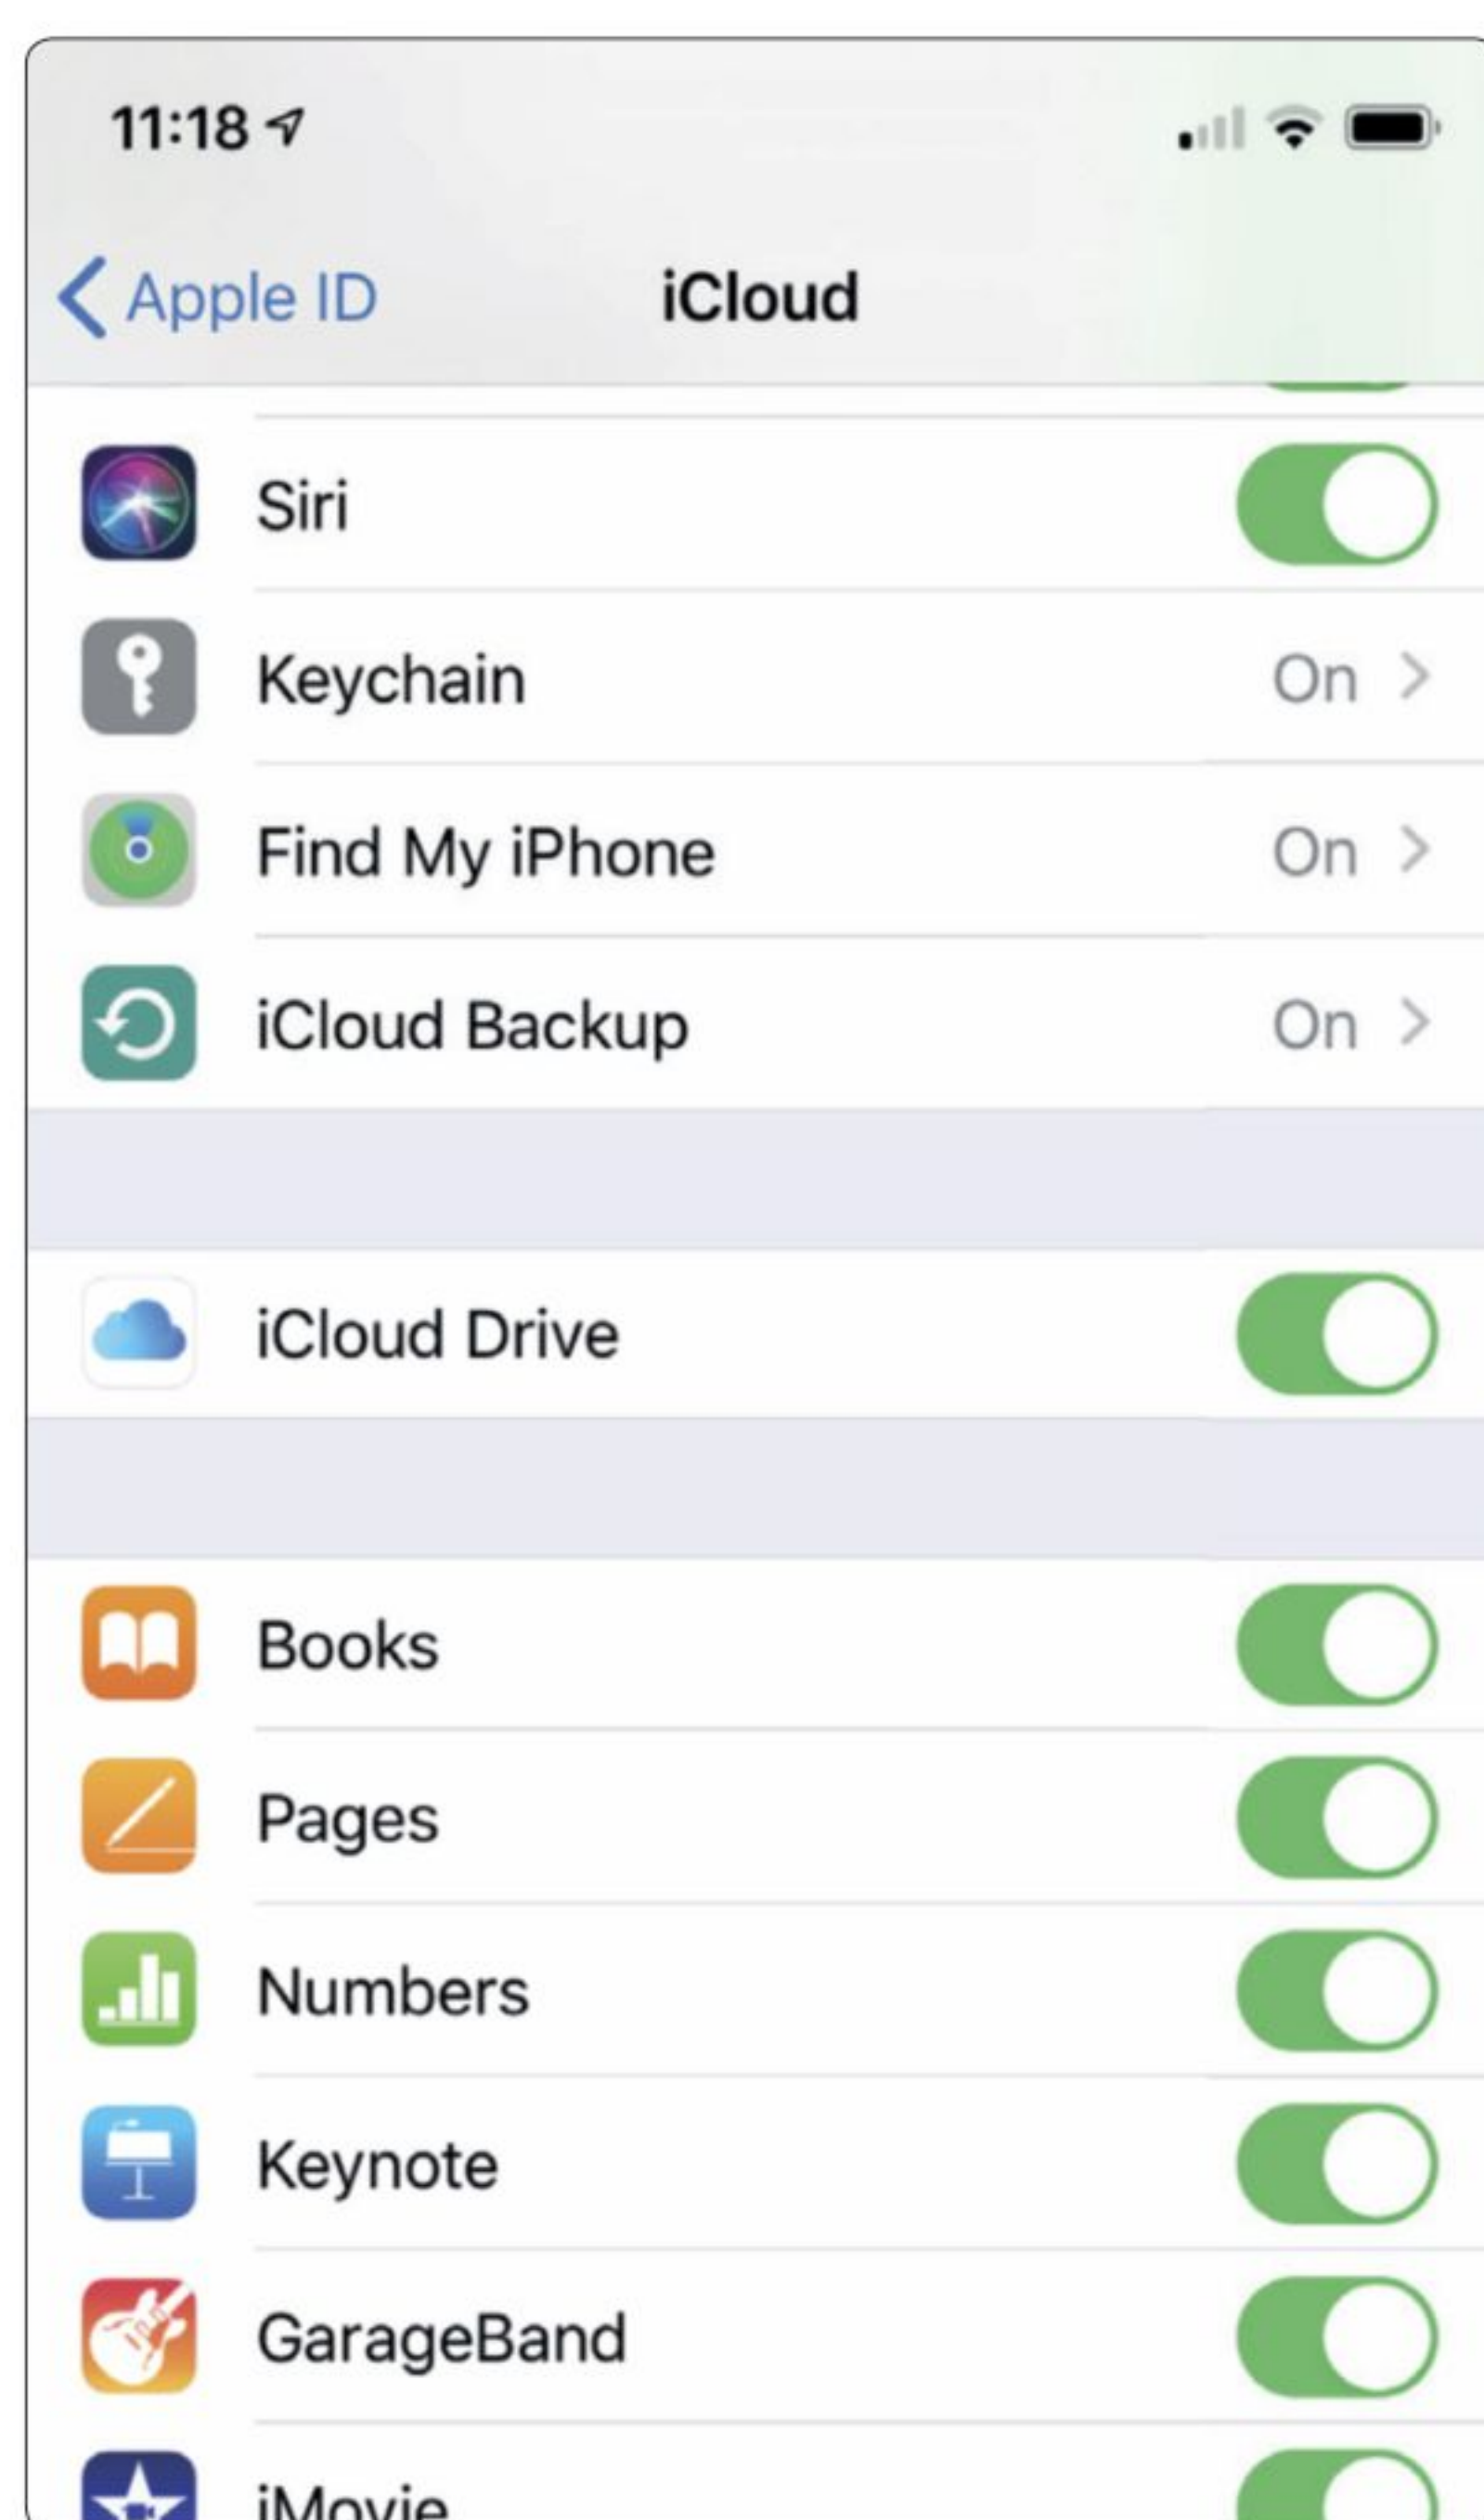 11:18
Apple ID iCloud
Siri
Keychain On
Find My iPhone On
iCloud Backup On
iCloud Drive
Books
Pages
Numbers
Keynote
GarageBand
iMovie